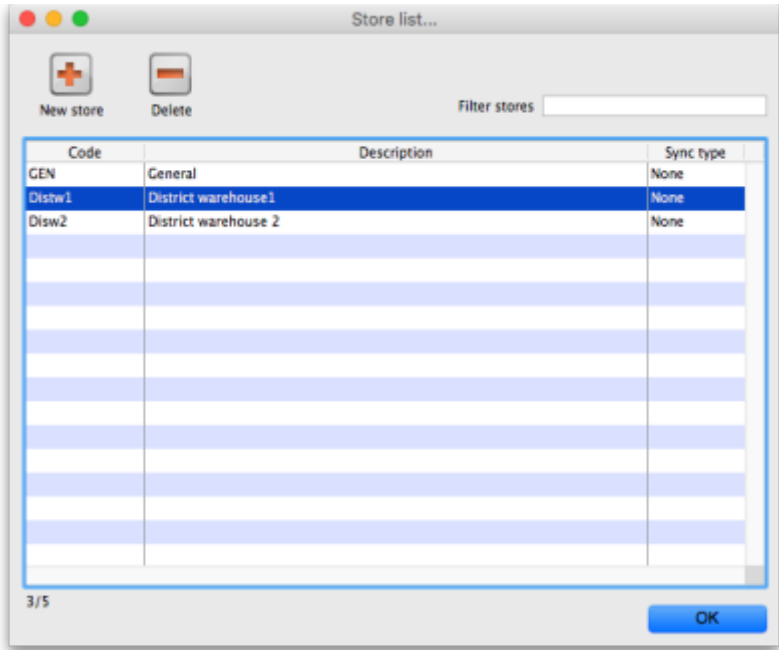 Store list...
New store Delete Filter stores
Code Description Sync type
GEN General None
Distw1 District warehouse1 None
Disw2 District warehouse 2 None
3/5
OK